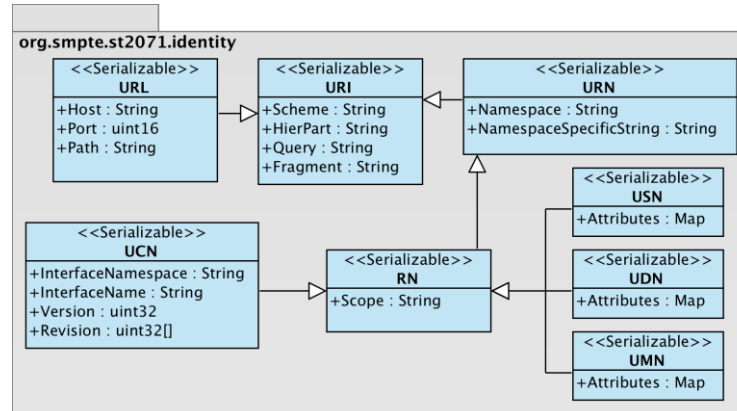 org.smpte.st2071.identity
<<Serializable>>
URL
+Host : String
+Port : uint16
+Path : String
<<Serializable>>
URI
+Scheme : String
+HierPart : String
+Query : String
+Fragment : String
<<Serializable>>
URN
+Namespace : String
+NamespaceSpecificString : String
<<Serializable>>
UCN
+InterfaceNamespace : String
+InterfaceName : String
+Version : uint32
+Revision : uint32[]
<<Serializable>>
RN
+Scope : String
<<Serializable>>
USN
+Attributes : Map
<<Serializable>>
UDN
+Attributes : Map
<<Serializable>>
UMN
+Attributes : Map